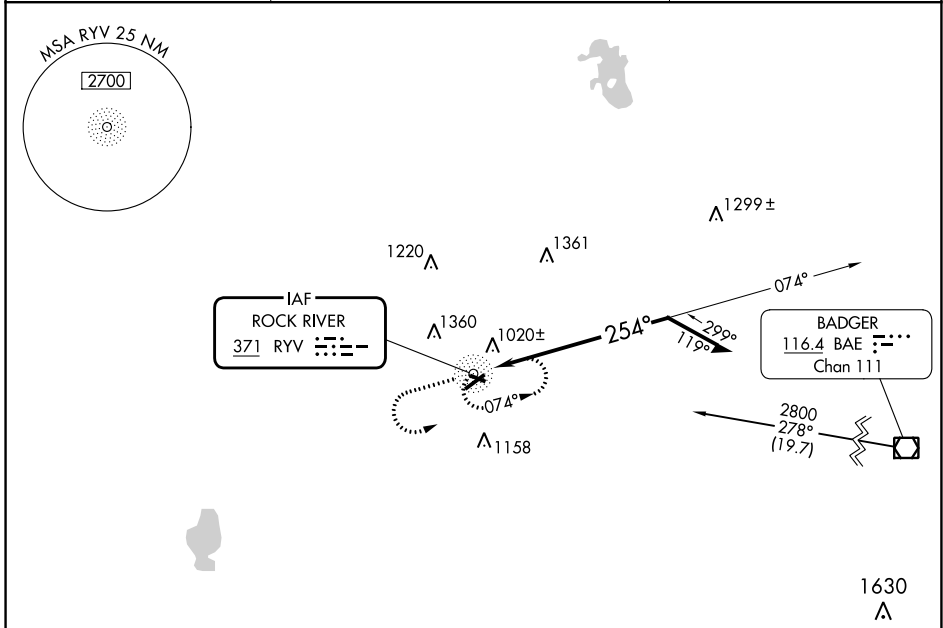 MSA RYV 25 NM
2700
1299±
1220
1361
074°
IAF
ROCK RIVER
371 RYV
1360
1020±
254°
299°
119°
BADGER
116.4 BAE
Chan 111
074°
2800
278°
(19.7)
1158
1630